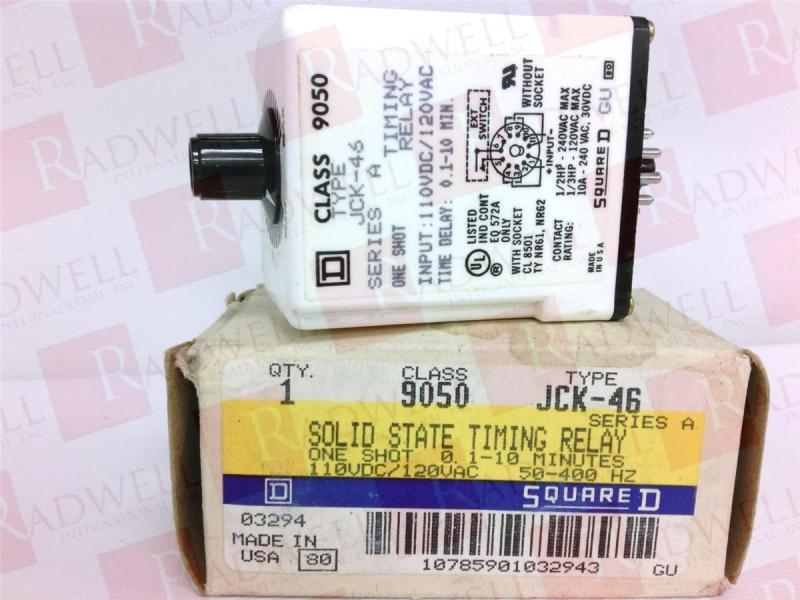 CLASS 9050
TYPE
JCK-46
SERIES A
TIMING
RELAY
ONE SHOT
INPUT: 110VDC/120VAC
TIME DELAY: 0.1-10 MIN.
LISTED
IND CONT
EQ 572A
ONLY
WITH SOCKET
CL 8501
TY NR61, NR62
EXT
SWITCH
WITHOUT
SOCKET
+INPUT-
CONTACT
RATING:
1/2HP - 240VAC MAX
1/3HP - 120VAC MAX
10A - 240 VAC, 30VDC
MADE
IN USA
SQUARE D GU
QTY.
1
CLASS
9050
TYPE
JCK-46
SERIES A
SOLID STATE TIMING RELAY
ONE SHOT 0.1-10 MINUTES
110VDC/120VAC 50-400 HZ
D
SQUARE D
03294
MADE IN
USA 80
10785901032943
GU
RADWELL
INTERNATIONAL INC.